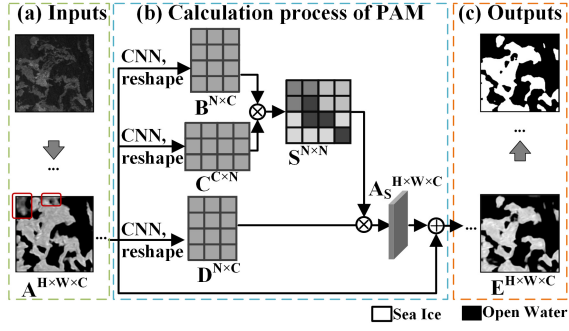 (a) Inputs
(b) Calculation process of PAM
(c) Outputs
CNN,
reshape
B^{N×C}
CNN,
reshape
C^{C×N}
S^{N×N}
...
...
A_S^{H×W×C}
CNN,
reshape
D^{N×C}
...
...
A^{H×W×C}
E^{H×W×C}
Sea Ice
Open Water